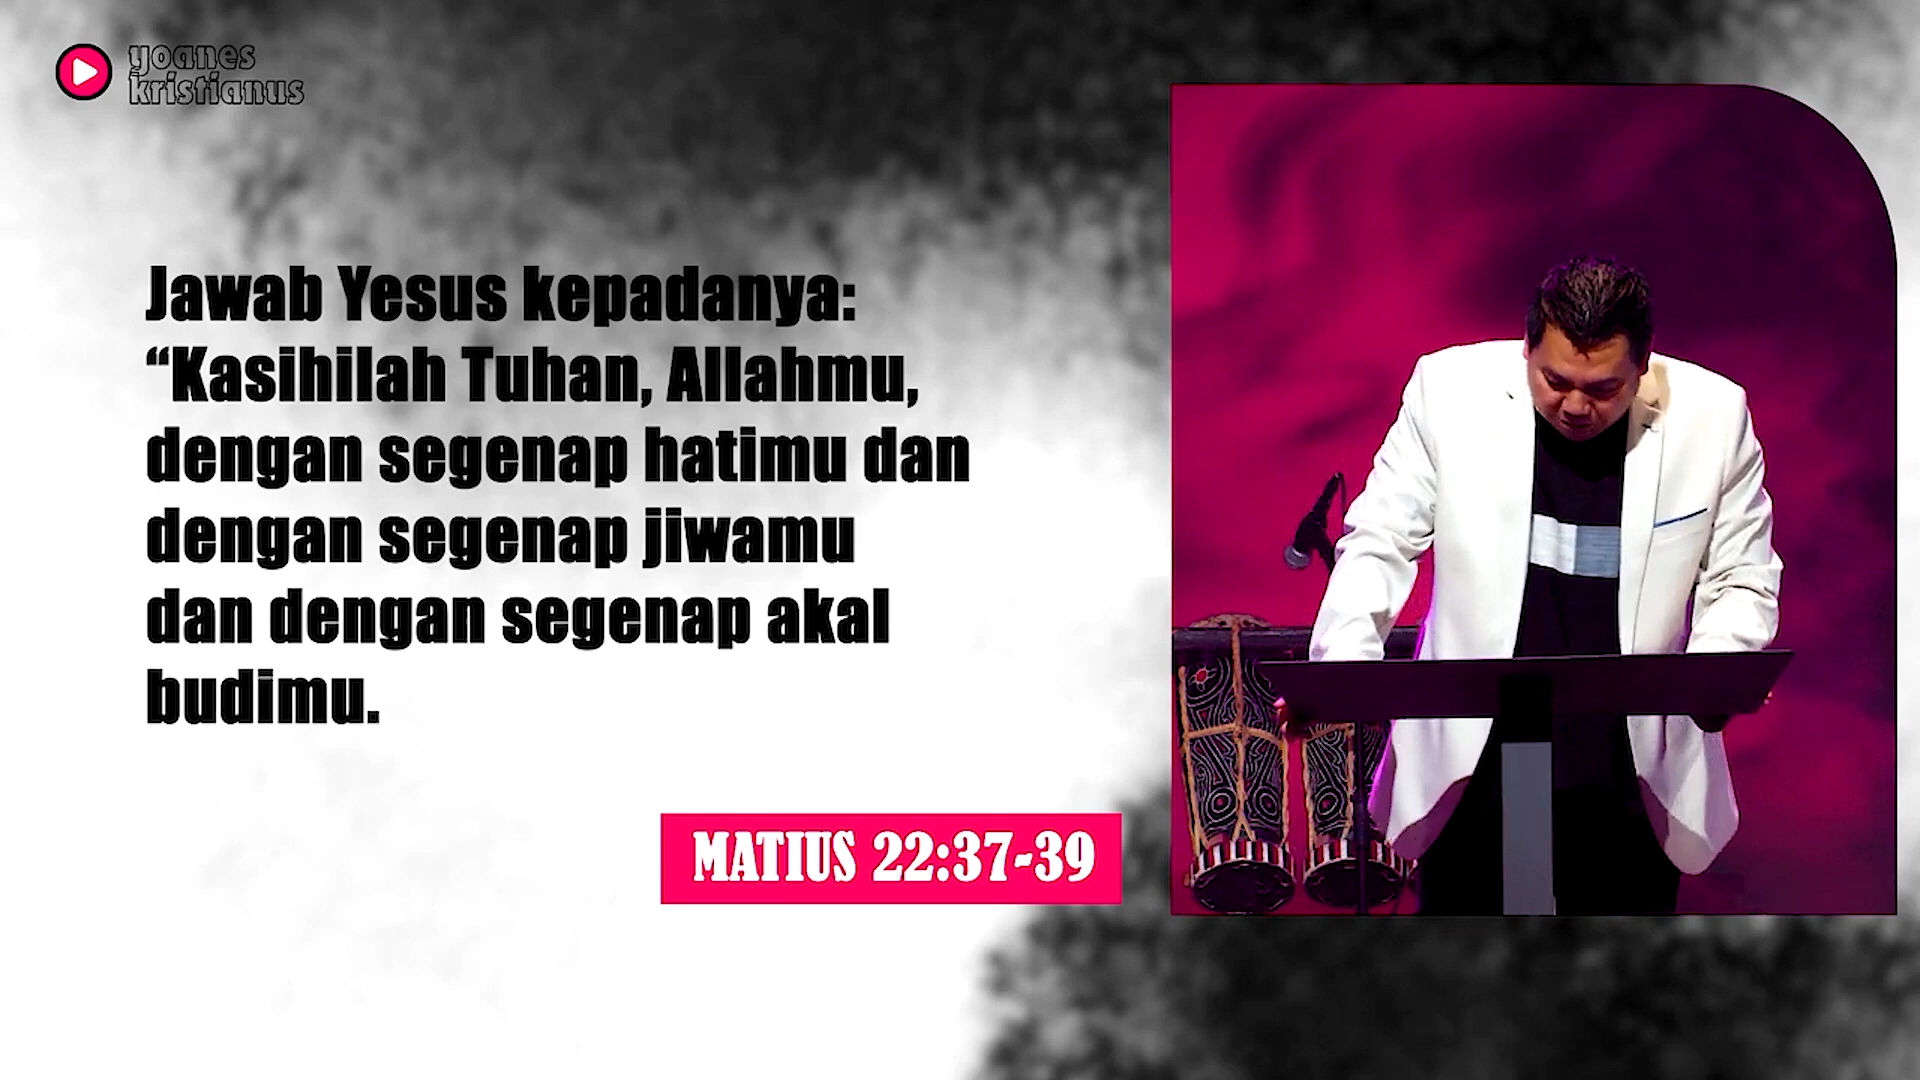 yoanes
kristianus
Jawab Yesus kepadanya:
“Kasihilah Tuhan, Allahmu,
dengan segenap hatimu dan
dengan segenap jiwamu
dan dengan segenap akal
budimu.
MATIUS 22:37-39